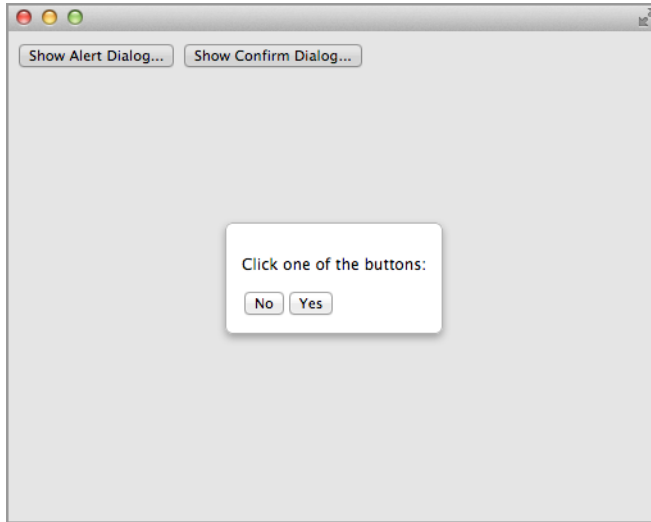 Show Alert Dialog... Show Confirm Dialog...
Click one of the buttons:
No Yes